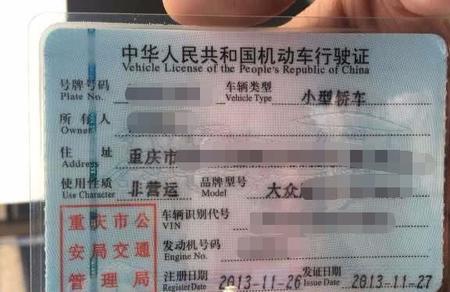 中华人民共和国机动车行驶证
Vehicle License of the People's Republic of China
号牌号码 车辆类型 小型轿车
Plate No. Vehicle Type
所有人
Owner
住址 重庆市
Address
使用性质 非营运 品牌型号 大众
Use Character Model
重庆市公 车辆识别代号
VIN
安局交通 发动机号码
Engine No.
管理局 注册日期 2013-11-26 发证日期 2013-11-27
Register Date Issue Date